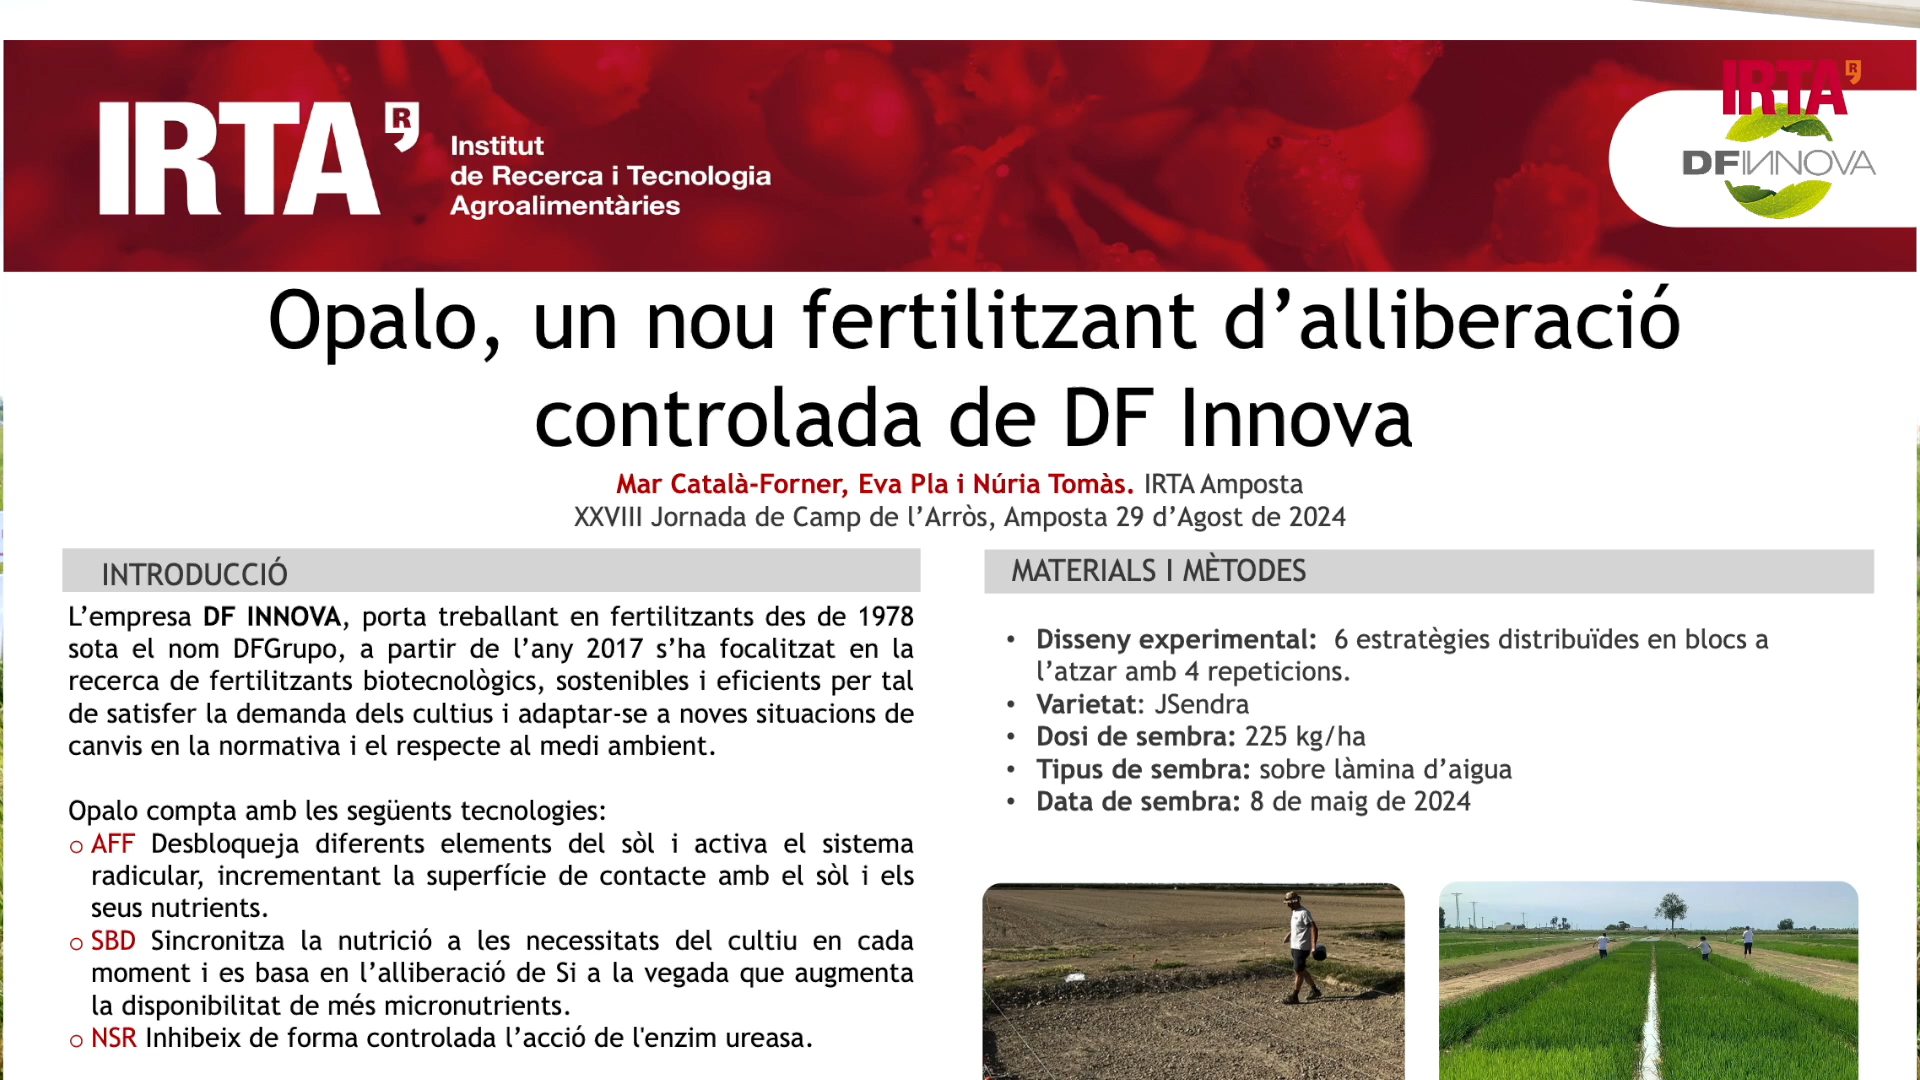 IRTA R
Institut
de Recerca i Tecnologia
Agroalimentàries
IRTA R
DFINNOVA
Opalo, un nou fertilitzant d’alliberació
controlada de DF Innova
Mar Català-Forner, Eva Pla i Núria Tomàs. IRTA Amposta
XXVIII Jornada de Camp de l’Arròs, Amposta 29 d’Agost de 2024
INTRODUCCIÓ
L’empresa DF INNOVA, porta treballant en fertilitzants des de 1978
sota el nom DFGrupo, a partir de l’any 2017 s’ha focalitzat en la
recerca de fertilitzants biotecnològics, sostenibles i eficients per tal
de satisfer la demanda dels cultius i adaptar-se a noves situacions de
canvis en la normativa i el respecte al medi ambient.
Opalo compta amb les següents tecnologies:
o AFF Desbloqueja diferents elements del sòl i activa el sistema
radicular, incrementant la superfície de contacte amb el sòl i els
seus nutrients.
o SBD Sincronitza la nutrició a les necessitats del cultiu en cada
moment i es basa en l’alliberació de Si a la vegada que augmenta
la disponibilitat de més micronutrients.
o NSR Inhibeix de forma controlada l’acció de l'enzim ureasa.
MATERIALS I MÈTODES
• Disseny experimental: 6 estratègies distribuïdes en blocs a
l’atzar amb 4 repeticions.
• Varietat: JSendra
• Dosi de sembra: 225 kg/ha
• Tipus de sembra: sobre làmina d’aigua
• Data de sembra: 8 de maig de 2024